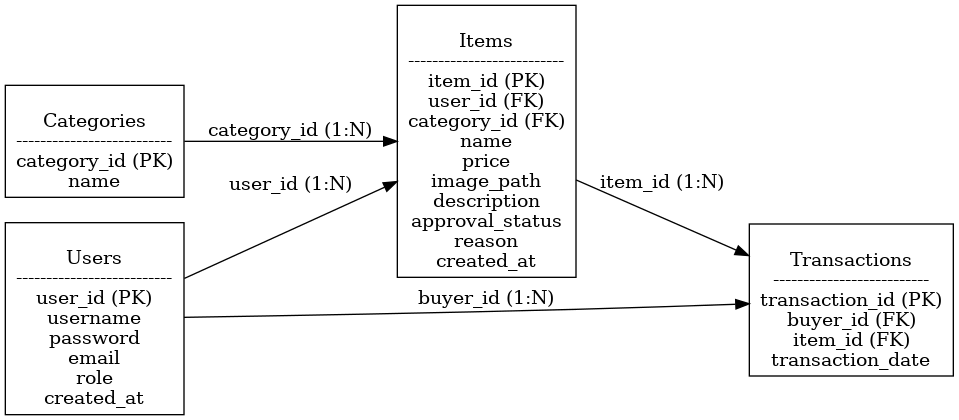 Categories
---------------------------
category_id (PK)
name
category_id (1:N)
Users
---------------------------
user_id (PK)
username
password
email
role
created_at
user_id (1:N)
buyer_id (1:N)
Items
---------------------------
item_id (PK)
user_id (FK)
category_id (FK)
name
price
image_path
description
approval_status
reason
created_at
item_id (1:N)
Transactions
---------------------------
transaction_id (PK)
buyer_id (FK)
item_id (FK)
transaction_date